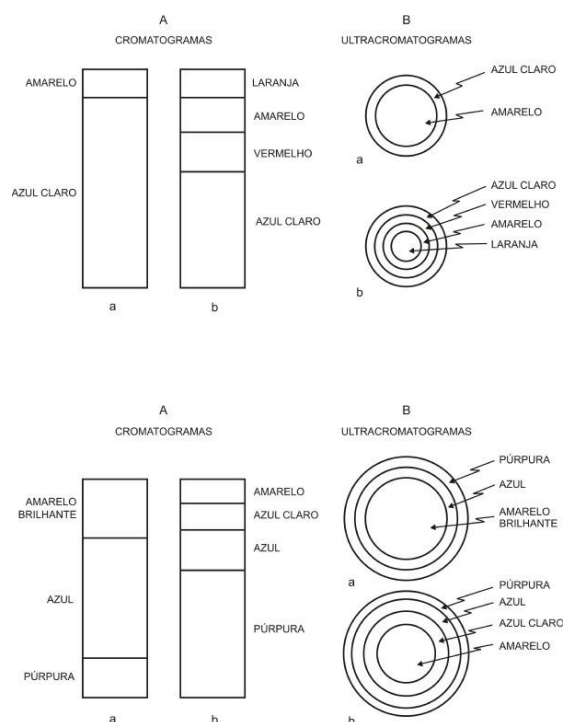 A
CROMATOGRAMAS
AMARELO
AZUL CLARO
a
LARANJA
AMARELO
VERMELHO
AZUL CLARO
b
B
ULTRACROMATOGRAMAS
AZUL CLARO
AMARELO
a
AZUL CLARO
VERMELHO
AMARELO
LARANJA
b
A
CROMATOGRAMAS
AMARELO
BRILHANTE
AZUL
PÚRPURA
a
AMARELO
AZUL CLARO
AZUL
PÚRPURA
b
B
ULTRACROMATOGRAMAS
PÚRPURA
AZUL
AMARELO
BRILHANTE
a
PÚRPURA
AZUL
AZUL CLARO
AMARELO
b